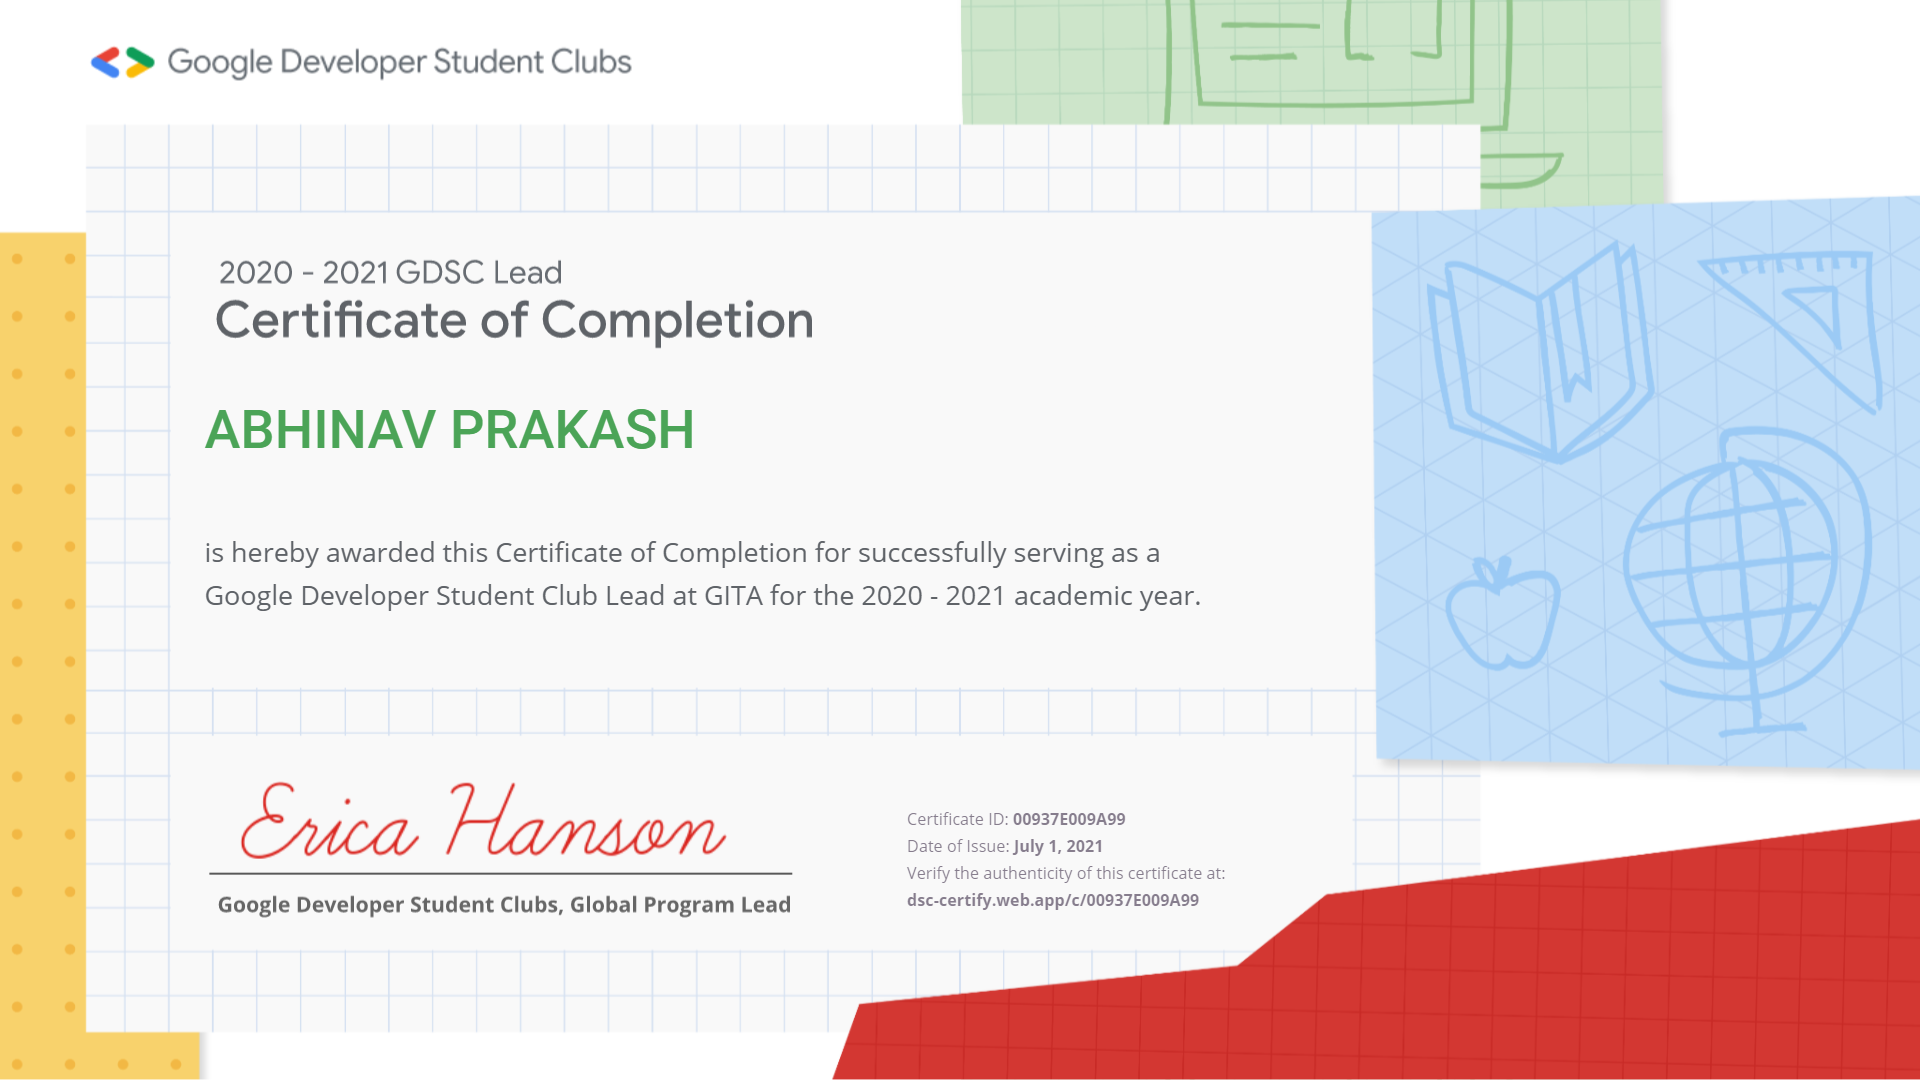 Google Developer Student Clubs
2020 - 2021 GDSC Lead
Certificate of Completion
ABHINAV PRAKASH
is hereby awarded this Certificate of Completion for successfully serving as a
Google Developer Student Club Lead at GITA for the 2020 - 2021 academic year.
Erica Hanson
Google Developer Student Clubs, Global Program Lead
Certificate ID: 00937E009A99
Date of Issue: July 1, 2021
Verify the authenticity of this certificate at:
dsc-certify.web.app/c/00937E009A99